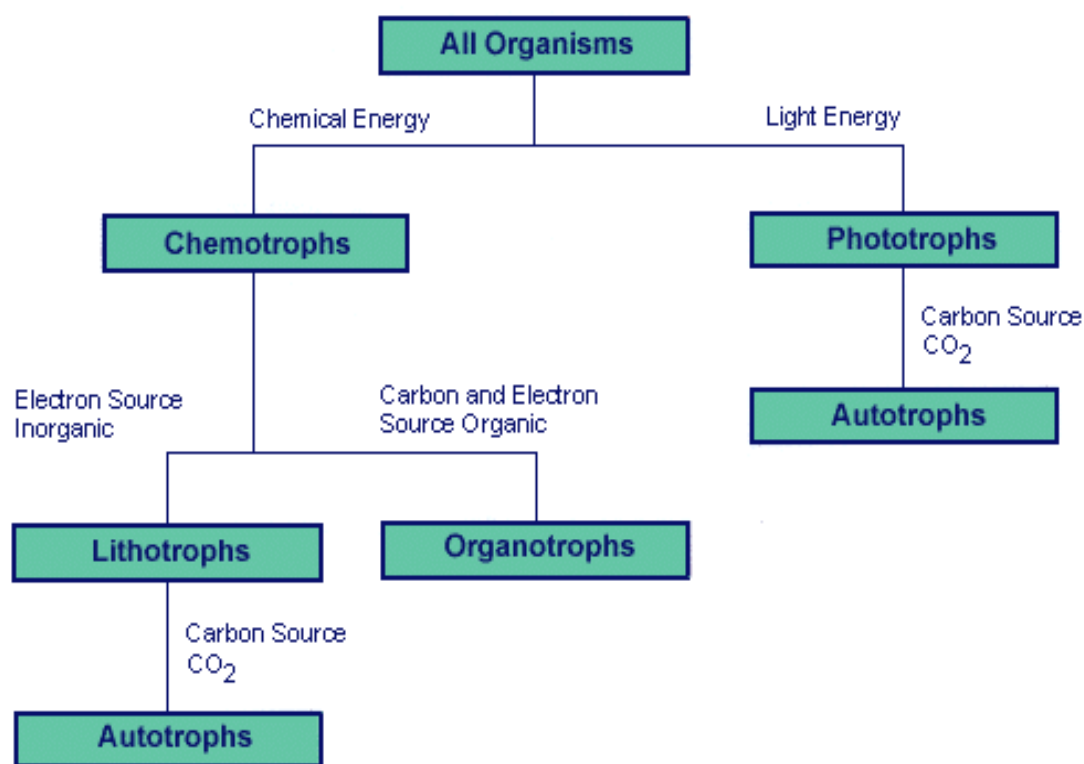 All Organisms
Chemical Energy
Light Energy
Chemotrophs
Phototrophs
Carbon Source
CO2
Electron Source
Inorganic
Carbon and Electron
Source Organic
Autotrophs
Lithotrophs
Organotrophs
Carbon Source
CO2
Autotrophs